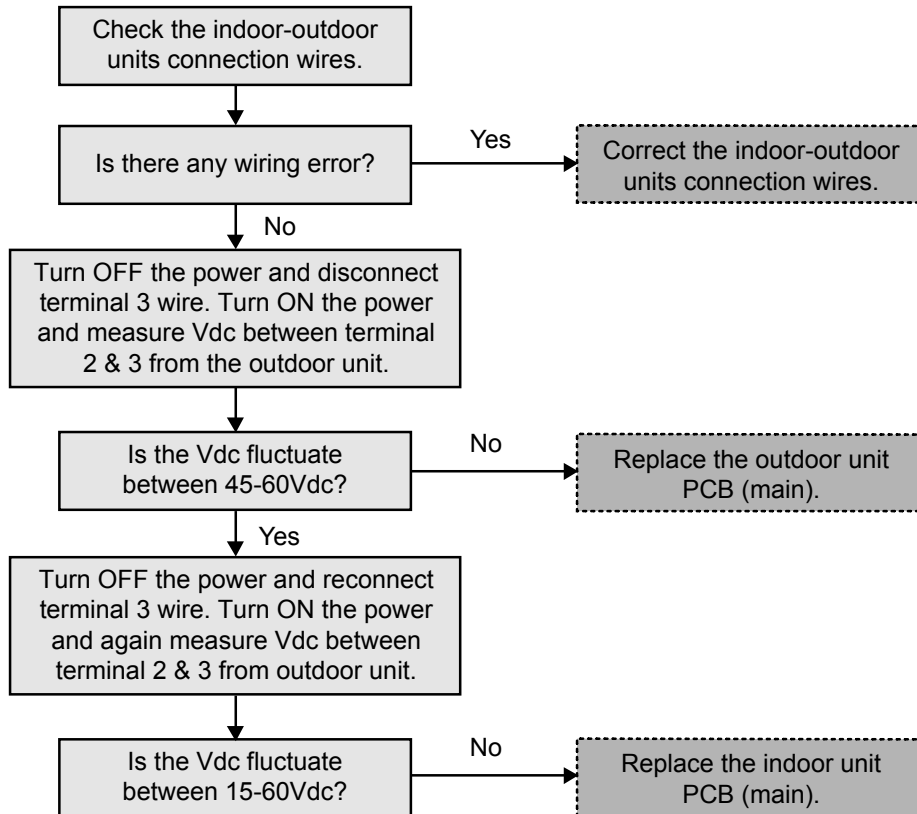 Check the indoor-outdoor
units connection wires.
Is there any wiring error?
Yes
Correct the indoor-outdoor
units connection wires.
No
Turn OFF the power and disconnect
terminal 3 wire. Turn ON the power
and measure Vdc between terminal
2 & 3 from the outdoor unit.
Is the Vdc fluctuate
between 45-60Vdc?
No
Replace the outdoor unit
PCB (main).
Yes
Turn OFF the power and reconnect
terminal 3 wire. Turn ON the power
and again measure Vdc between
terminal 2 & 3 from outdoor unit.
Is the Vdc fluctuate
between 15-60Vdc?
No
Replace the indoor unit
PCB (main).